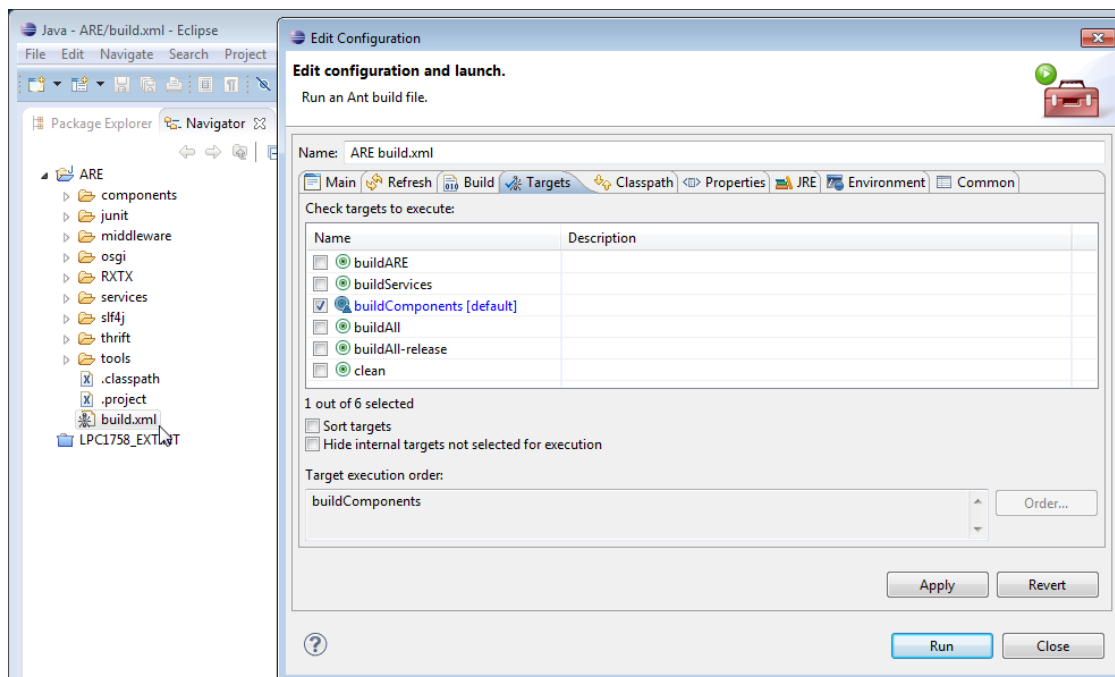 Java - ARE/build.xml - Eclipse
File Edit Navigate Search Project
Package Explorer Navigator
ARE
components
junit
middleware
osgi
RXTX
services
slf4j
thrift
tools
.classpath
.project
build.xml
Edit Configuration
Edit configuration and launch.
Run an Ant build file.
Name: ARE build.xml
Main Refresh Build Targets Classpath Properties JRE Environment Common
Check targets to execute:
Name Description
buildARE
buildServices
buildComponents [default]
buildAll
buildAll-release
clean
1 out of 6 selected
Sort targets
Hide internal targets not selected for execution
Target execution order:
buildComponents
Order...
Apply Revert
Run Close